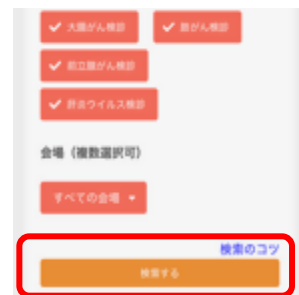 ✓ 大腸がん検診 ✓ 肺がん検診
✓ 前立腺がん検診
✓ 肝炎ウイルス検診
会場（複数選択可）
すべての会場 ▼
検索のコツ
検索する